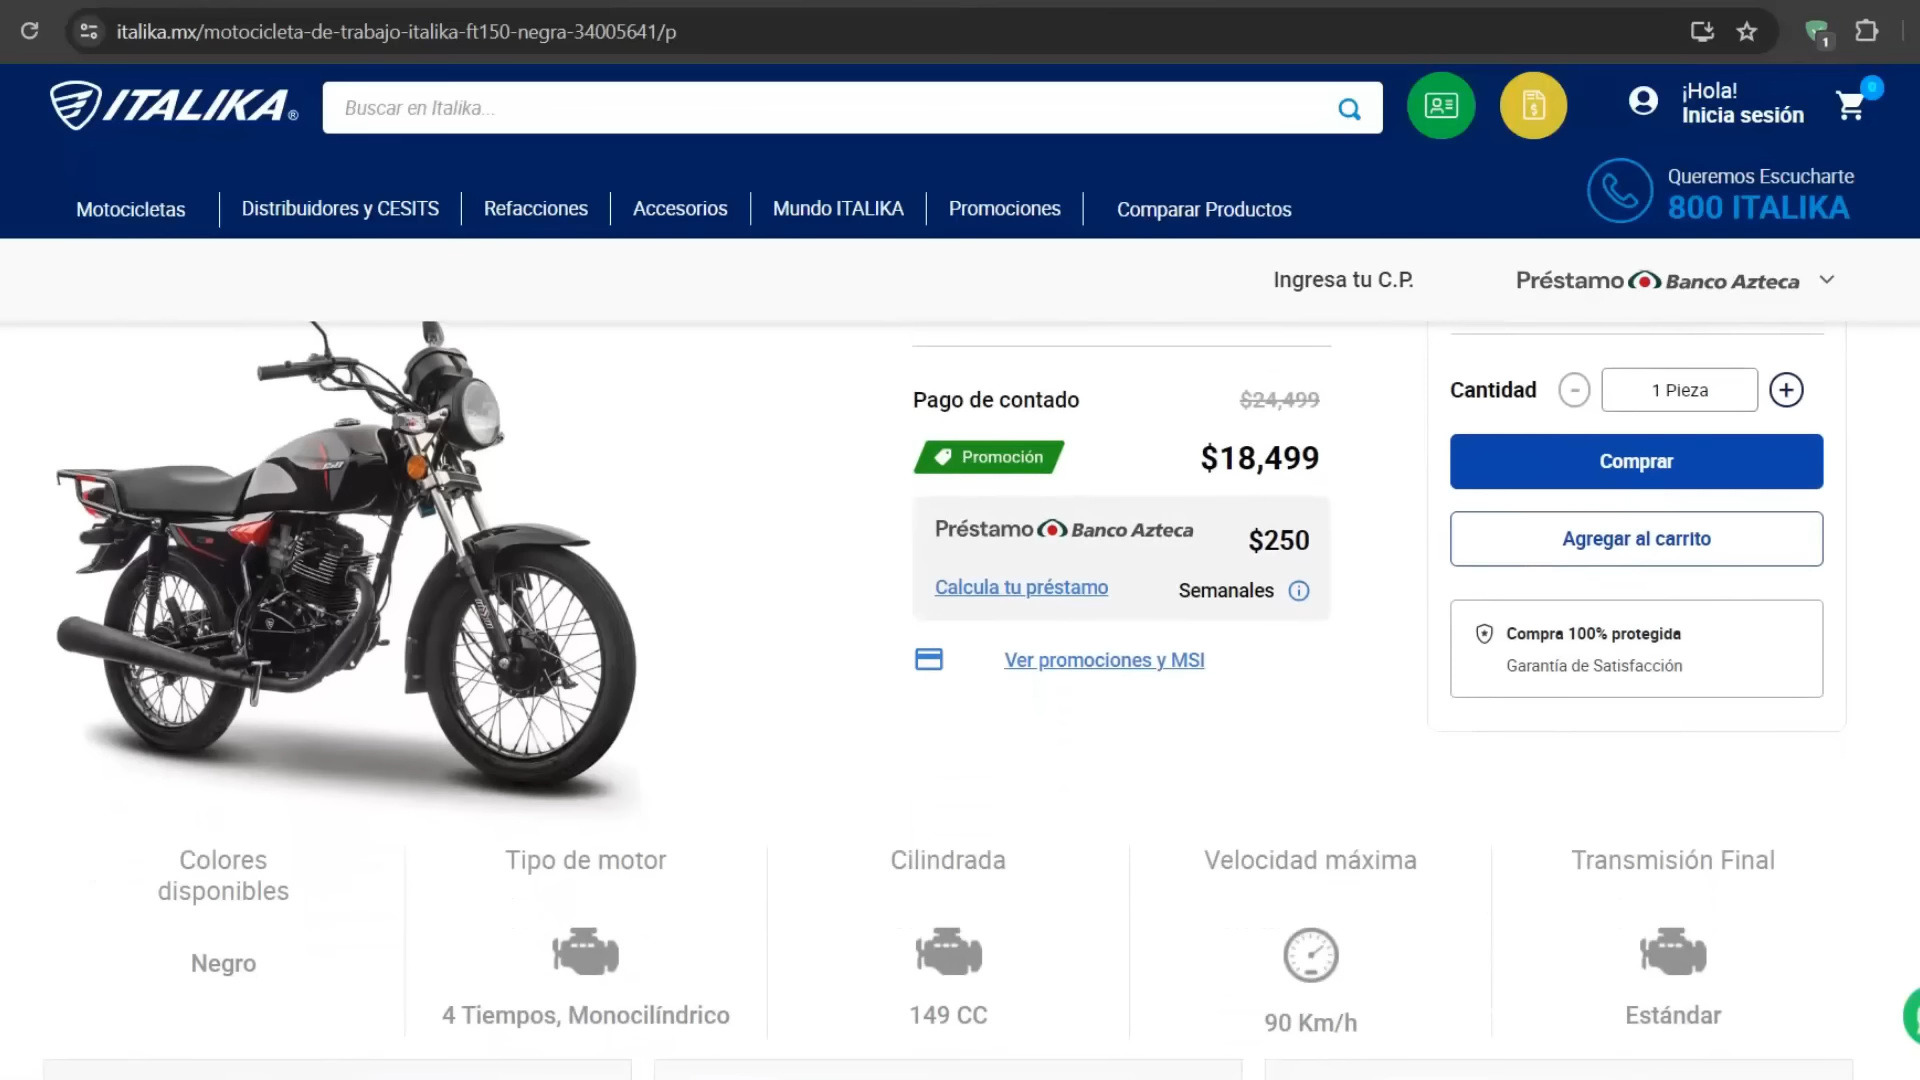 italika.mx/motocicleta-de-trabajo-italika-ft150-negra-34005641/p
1
ITALIKA®
Buscar en Italika...
¡Hola!
Inicia sesión
0
Motocicletas
Distribuidores y CESITS
Refacciones
Accesorios
Mundo ITALIKA
Promociones
Comparar Productos
Queremos Escucharte
800 ITALIKA
Ingresa tu C.P.
Préstamo Banco Azteca
Pago de contado
$24,499
Promoción
$18,499
Préstamo Banco Azteca
$250
Calcula tu préstamo
Semanales
Ver promociones y MSI
Cantidad
-
1 Pieza
+
Comprar
Agregar al carrito
Compra 100% protegida
Garantía de Satisfacción
Colores
disponibles
Negro
Tipo de motor
4 Tiempos, Monocilíndrico
Cilindrada
149 CC
Velocidad máxima
90 Km/h
Transmisión Final
Estándar